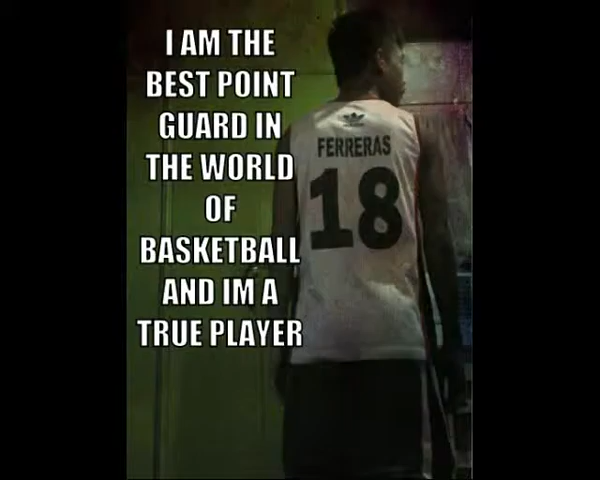 I AM THE
BEST POINT
GUARD IN
THE WORLD
OF
BASKETBALL
AND IM A
TRUE PLAYER
FERRERAS
18